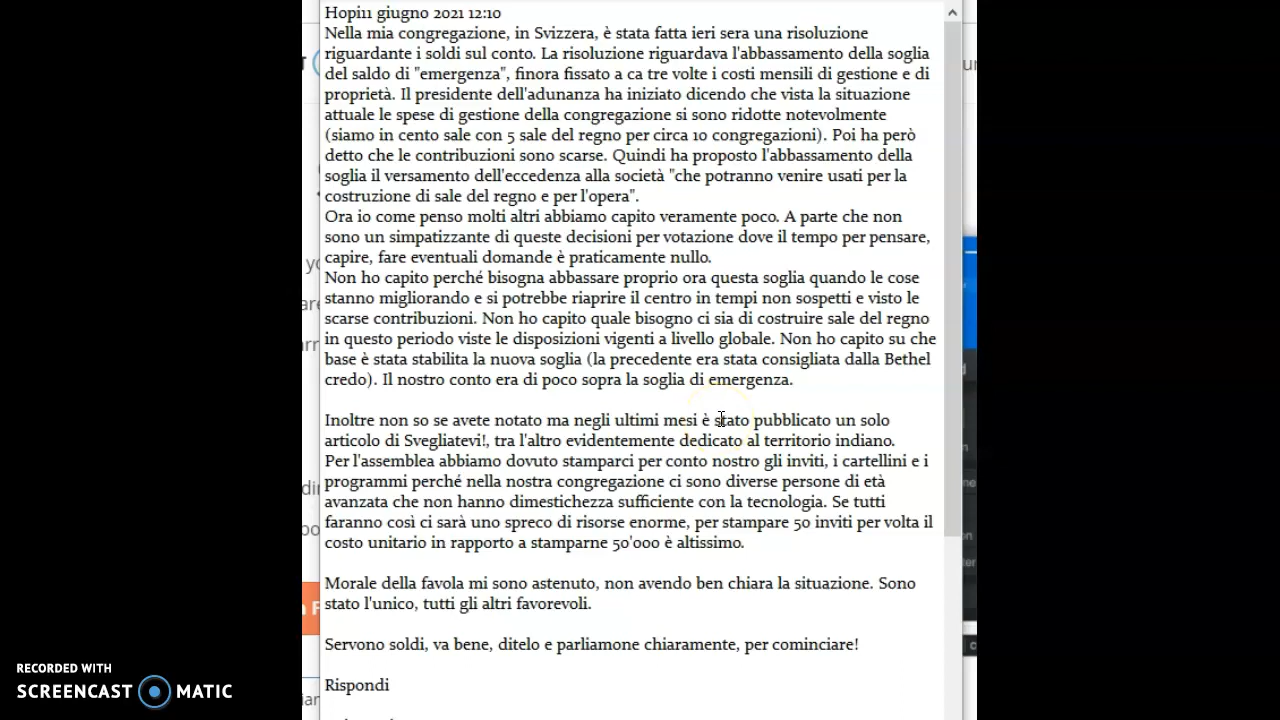 Hopi11 giugno 2021 12:10
Nella mia congregazione, in Svizzera, è stata fatta ieri sera una risoluzione
riguardante i soldi sul conto. La risoluzione riguardava l'abbassamento della soglia
del saldo di "emergenza", finora fissato a ca tre volte i costi mensili di gestione e di
proprietà. Il presidente dell'adunanza ha iniziato dicendo che vista la situazione
attuale le spese di gestione della congregazione si sono ridotte notevolmente
(siamo in cento sale con 5 sale del regno per circa 10 congregazioni). Poi ha però
detto che le contribuzioni sono scarse. Quindi ha proposto l'abbassamento della
soglia il versamento dell'eccedenza alla società "che potranno venire usati per la
costruzione di sale del regno e per l'opera".
Ora io come penso molti altri abbiamo capito veramente poco. A parte che non
sono un simpatizzante di queste decisioni per votazione dove il tempo per pensare,
capire, fare eventuali domande è praticamente nullo.
Non ho capito perché bisogna abbassare proprio ora questa soglia quando le cose
stanno migliorando e si potrebbe riaprire il centro in tempi non sospetti e visto le
scarse contribuzioni. Non ho capito quale bisogno ci sia di costruire sale del regno
in questo periodo viste le disposizioni vigenti a livello globale. Non ho capito su che
base è stata stabilita la nuova soglia (la precedente era stata consigliata dalla Bethel
credo). Il nostro conto era di poco sopra la soglia di emergenza.
Inoltre non so se avete notato ma negli ultimi mesi è stato pubblicato un solo
articolo di Svegliatevi!, tra l'altro evidentemente dedicato al territorio indiano.
Per l'assemblea abbiamo dovuto stamparci per conto nostro gli inviti, i cartellini e i
programmi perché nella nostra congregazione ci sono diverse persone di età
avanzata che non hanno dimestichezza sufficiente con la tecnologia. Se tutti
faranno così ci sarà uno spreco di risorse enorme, per stampare 50 inviti per volta il
costo unitario in rapporto a stamparne 50'000 è altissimo.
Morale della favola mi sono astenuto, non avendo ben chiara la situazione. Sono
stato l'unico, tutti gli altri favorevoli.
Servono soldi, va bene, ditelo e parliamone chiaramente, per cominciare!
Rispondi
RECORDED WITH
SCREENCAST MATIC